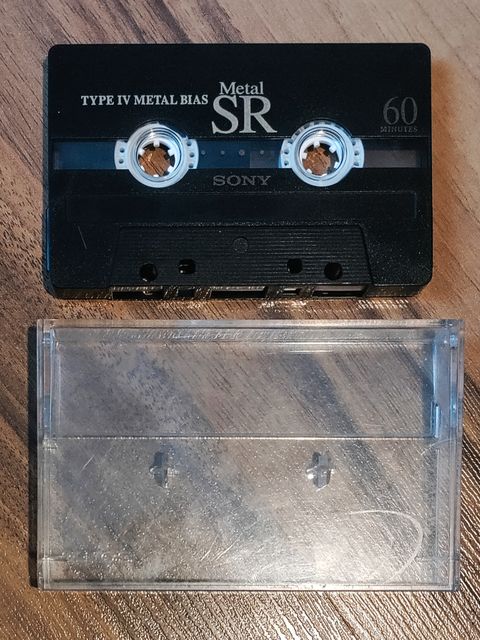 Metal
TYPE IV METAL BIAS SR
60
MINUTES
SONY